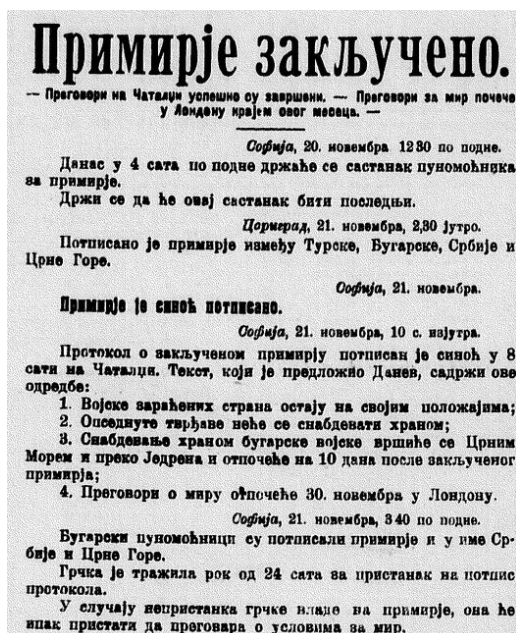 Примирје закључено.
— Преговори на Чаталџи успешно су завршени. — Преговори за мир почеће
у Лондону крајем овог месеца. —
Софија, 20. новембра 12 30 по подне.
Данас у 4 сата по подне држаће се састанак пуномоћника
за примирје.
Држи се да ће овај састанак бити последњи.
Цариград, 21. новембра, 2,30 јутро.
Потписано је примирје између Турске, Бугарске, Србије и
Црне Горе.
Софија, 21. новембра.
Примирје је синоћ потписано.
Софија, 21. новембра, 10 с. изјутра.
Протокол о закљученом примирју потписан је синоћ у 8
сати на Чаталџи. Текст, који је предложио Данев, садржи ове
одредбе:
1. Војске зараћених страна остају на својим положајима;
2. Опседнуте тврђаве неће се снабдевати храном;
3. Снабдевање храном бугарске војске вршиће се Црним
Морем и преко Једрена и отпочеће на 10 дана после закљученог
примирја;
4. Преговори о миру отпочеће 30. новембра у Лондону.
Софија, 21. новембра, 3 40 по подне.
Бугарски пуномоћници су потписали примирје и у име Ср-
бије и Црне Горе.
Грчка је тражила рок од 24 сата за пристанак на потпис
протокола.
У случају непристанка грчке владе на примирје, она ће
ипак пристати да преговара о условима за мир.